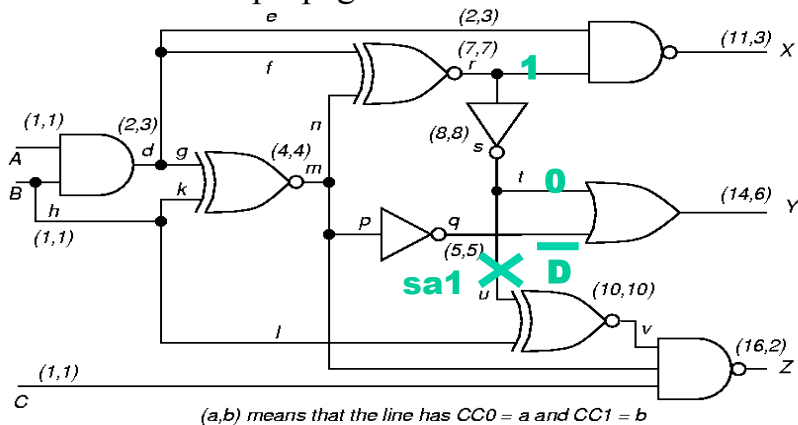 e
(2,3)
(11,3)
X
(7,7)
r
1
f
(1,1)
(2,3)
n
(8,8)
s
A
d
g
(4,4)
m
B
k
t
0
(14,6)
Y
h
(1,1)
p
q
(5,5)
D
sa1
u
(10,10)
l
v
(16,2)
Z
(1,1)
C
(a,b) means that the line has CC0 = a and CC1 = b